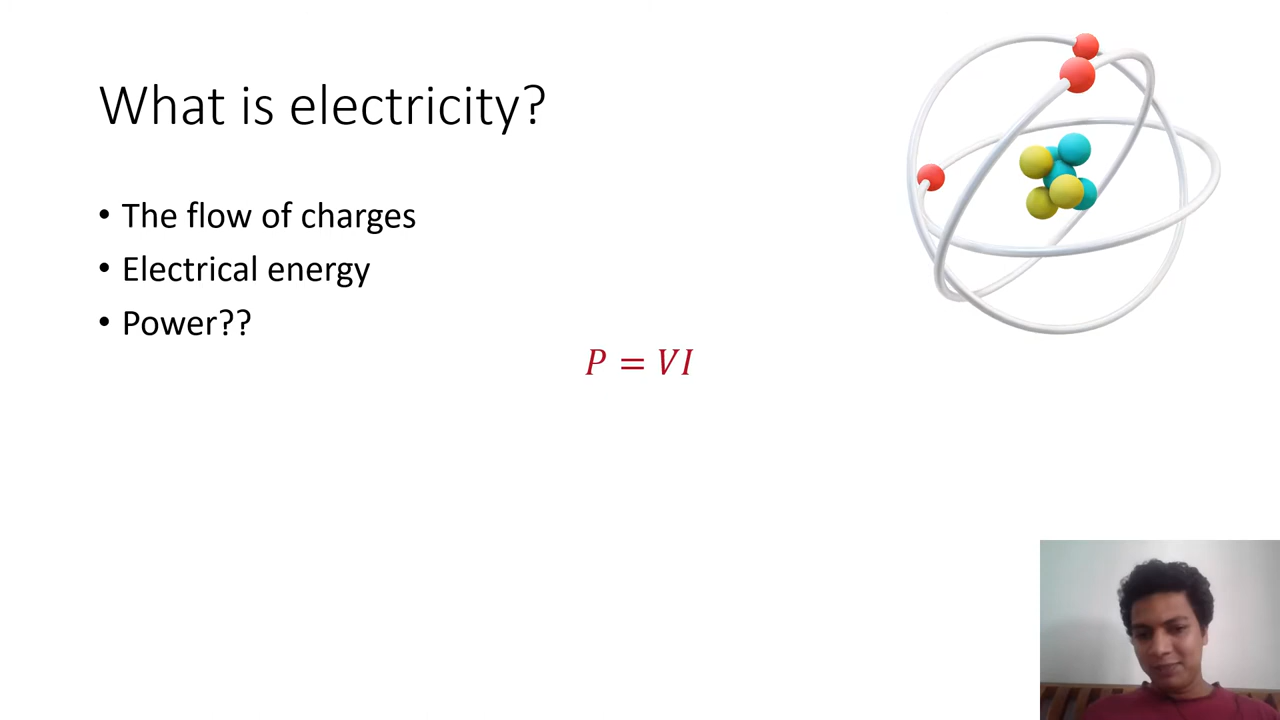 What is electricity?
• The flow of charges
• Electrical energy
• Power??
P = VI